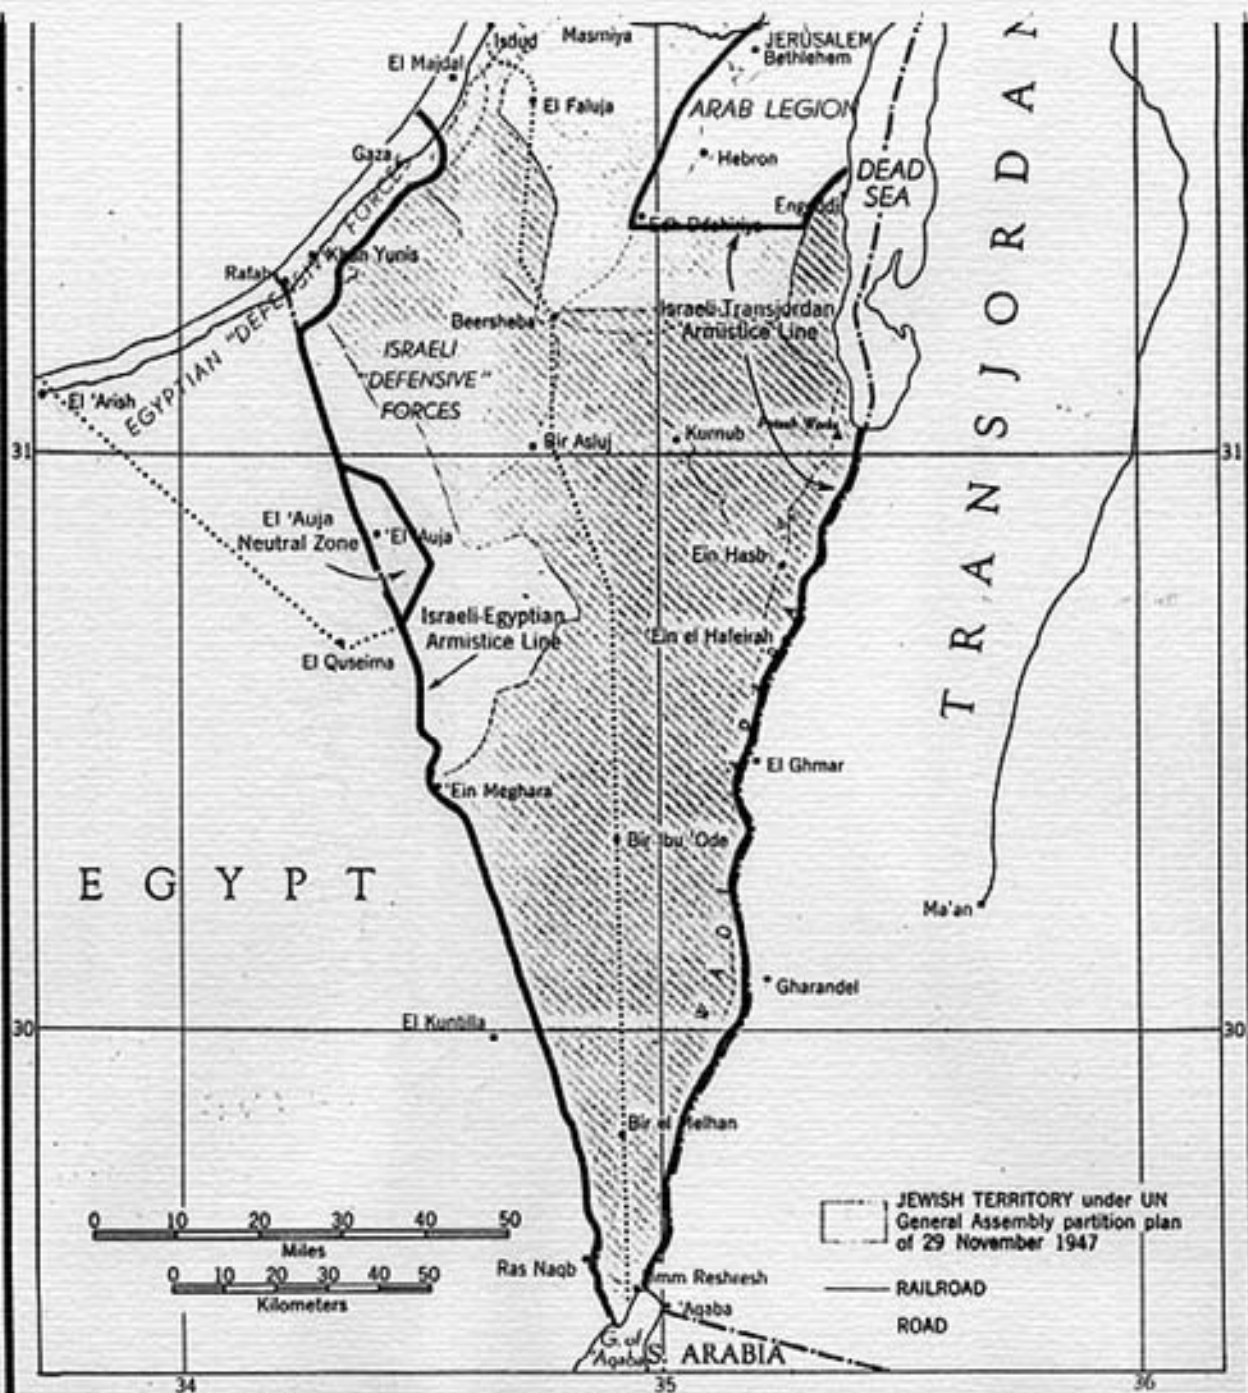 Isdud
Masmiya
JERUSALEM
Bethlehem
El Majdal
El Faluja
ARAB LEGION
Gaza
Hebron
DEAD
SEA
Khan Yunis
Rafah
EGYPTIAN "DEFENSIVE" FORCES
Beersheba
Israeli-Transjordan
Armistice Line
ISRAELI
"DEFENSIVE"
FORCES
El 'Arish
Bir Asluj
Kurnub
Potash Works
31
31
TRANSJORDAN
El 'Auja
Neutral Zone
'El 'Auja
Ein Hasb
Israeli-Egyptian
Armistice Line
'Ein el Hafeirah
El Quseima
'Ein Meghara
El Ghmar
Bir Ibu 'Ode
EGYPT
Ma'an
Gharandel
El Kuntilla
30
30
Bir el Melhan
0 10 20 30 40 50
Miles
0 10 20 30 40 50
Kilometers
JEWISH TERRITORY under UN
General Assembly partition plan
of 29 November 1947
RAILROAD
ROAD
Ras Naqb
'Aqaba
G. of
'Aqaba
S. ARABIA
34
35
36